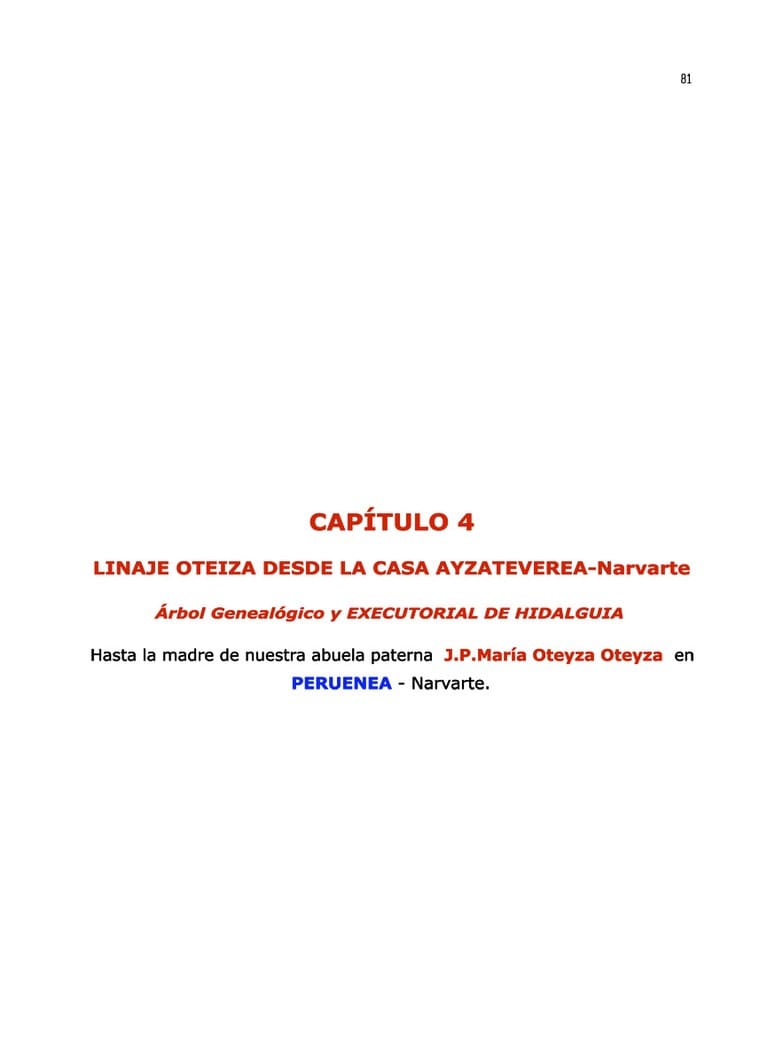 81
CAPÍTULO 4
LINAJE OTEIZA DESDE LA CASA AYZATEVEREA-Narvarte
Árbol Genealógico y EXECUTORIAL DE HIDALGUIA
Hasta la madre de nuestra abuela paterna J.P.María Oteyza Oteyza en
PERUENEA - Narvarte.